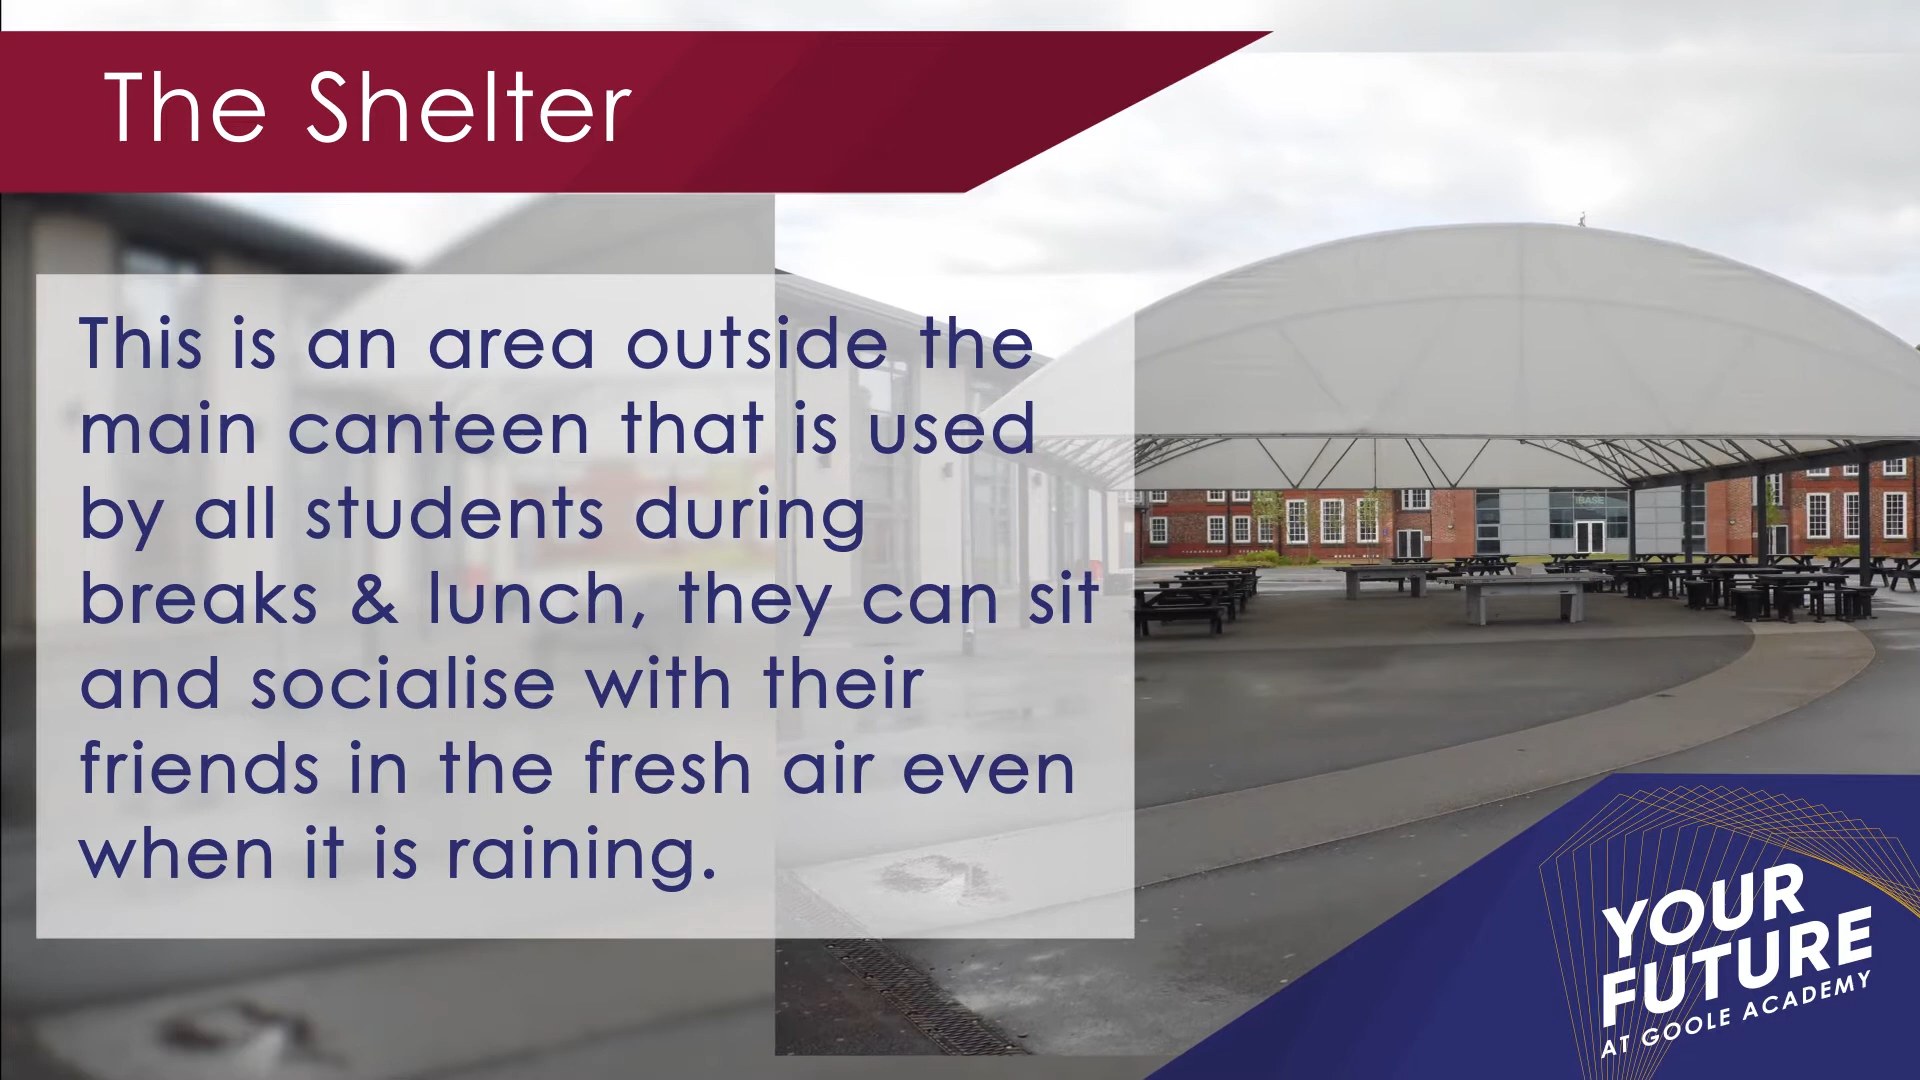 The Shelter
This is an area outside the
main canteen that is used
by all students during
breaks & lunch, they can sit
and socialise with their
friends in the fresh air even
when it is raining.
BASE
YOUR
FUTURE
AT GOOLE ACADEMY